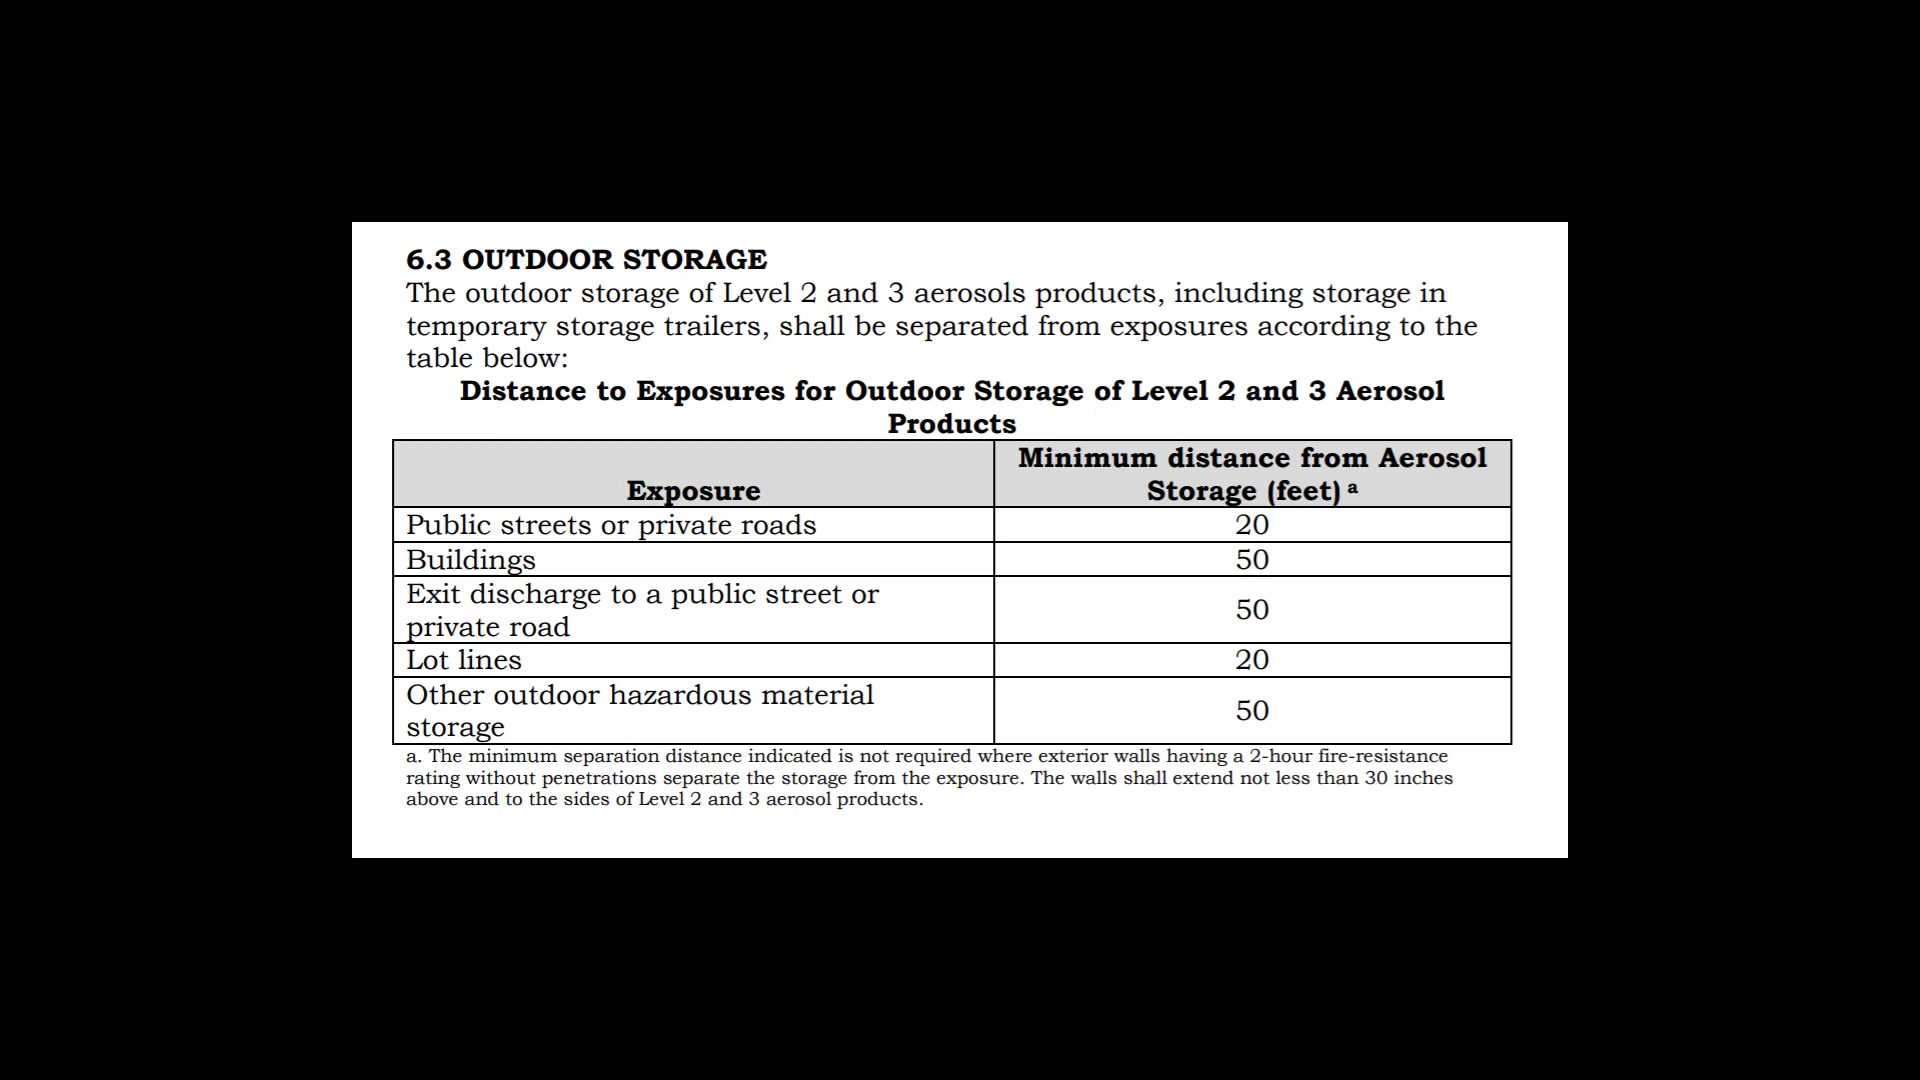 6.3 OUTDOOR STORAGE
The outdoor storage of Level 2 and 3 aerosols products, including storage in
temporary storage trailers, shall be separated from exposures according to the
table below:
Distance to Exposures for Outdoor Storage of Level 2 and 3 Aerosol
Products
Exposure
Minimum distance from Aerosol
Storage (feet) a
Public streets or private roads 20
Buildings 50
Exit discharge to a public street or
private road
50
Lot lines 20
Other outdoor hazardous material
storage
50
a. The minimum separation distance indicated is not required where exterior walls having a 2-hour fire-resistance
rating without penetrations separate the storage from the exposure. The walls shall extend not less than 30 inches
above and to the sides of Level 2 and 3 aerosol products.